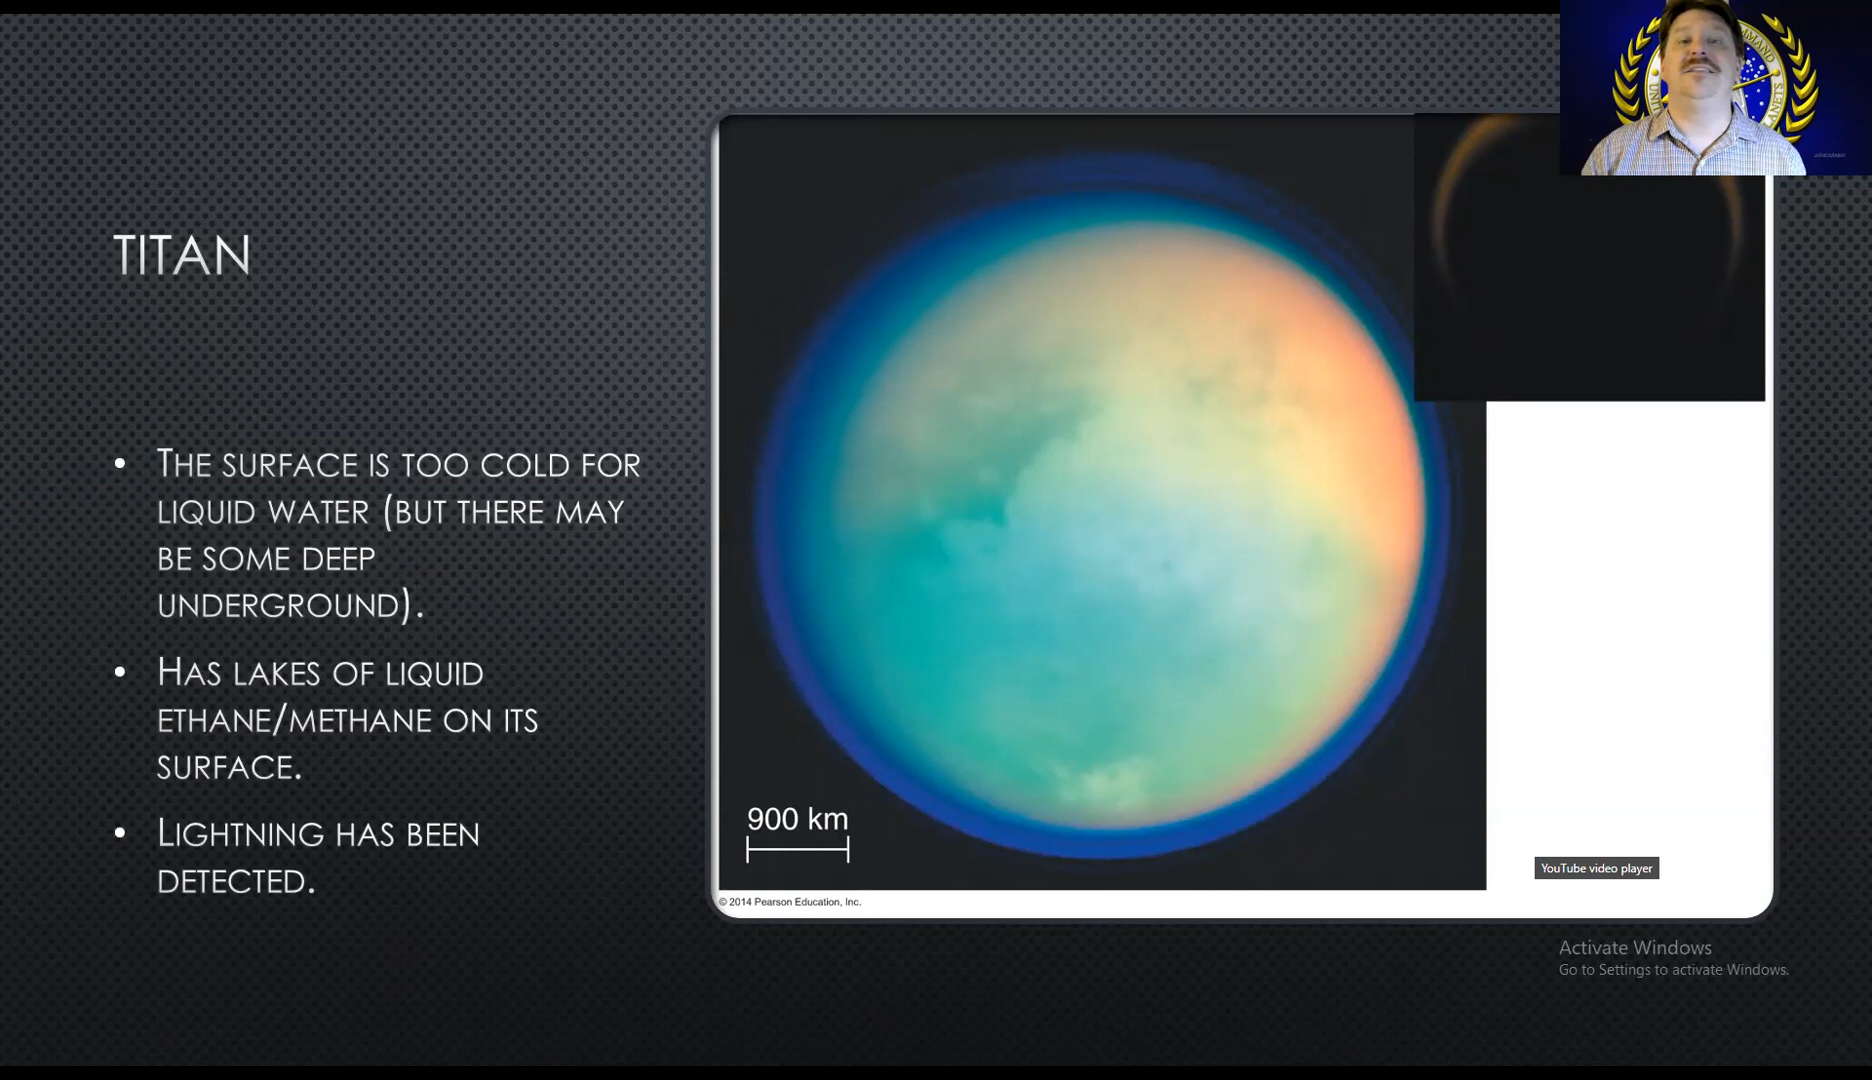 TITAN
• THE SURFACE IS TOO COLD FOR
LIQUID WATER (BUT THERE MAY
BE SOME DEEP
UNDERGROUND).
• HAS LAKES OF LIQUID
ETHANE/METHANE ON ITS
SURFACE.
• LIGHTNING HAS BEEN
DETECTED.
900 km
© 2014 Pearson Education, Inc.
YouTube video player
Activate Windows
Go to Settings to activate Windows.